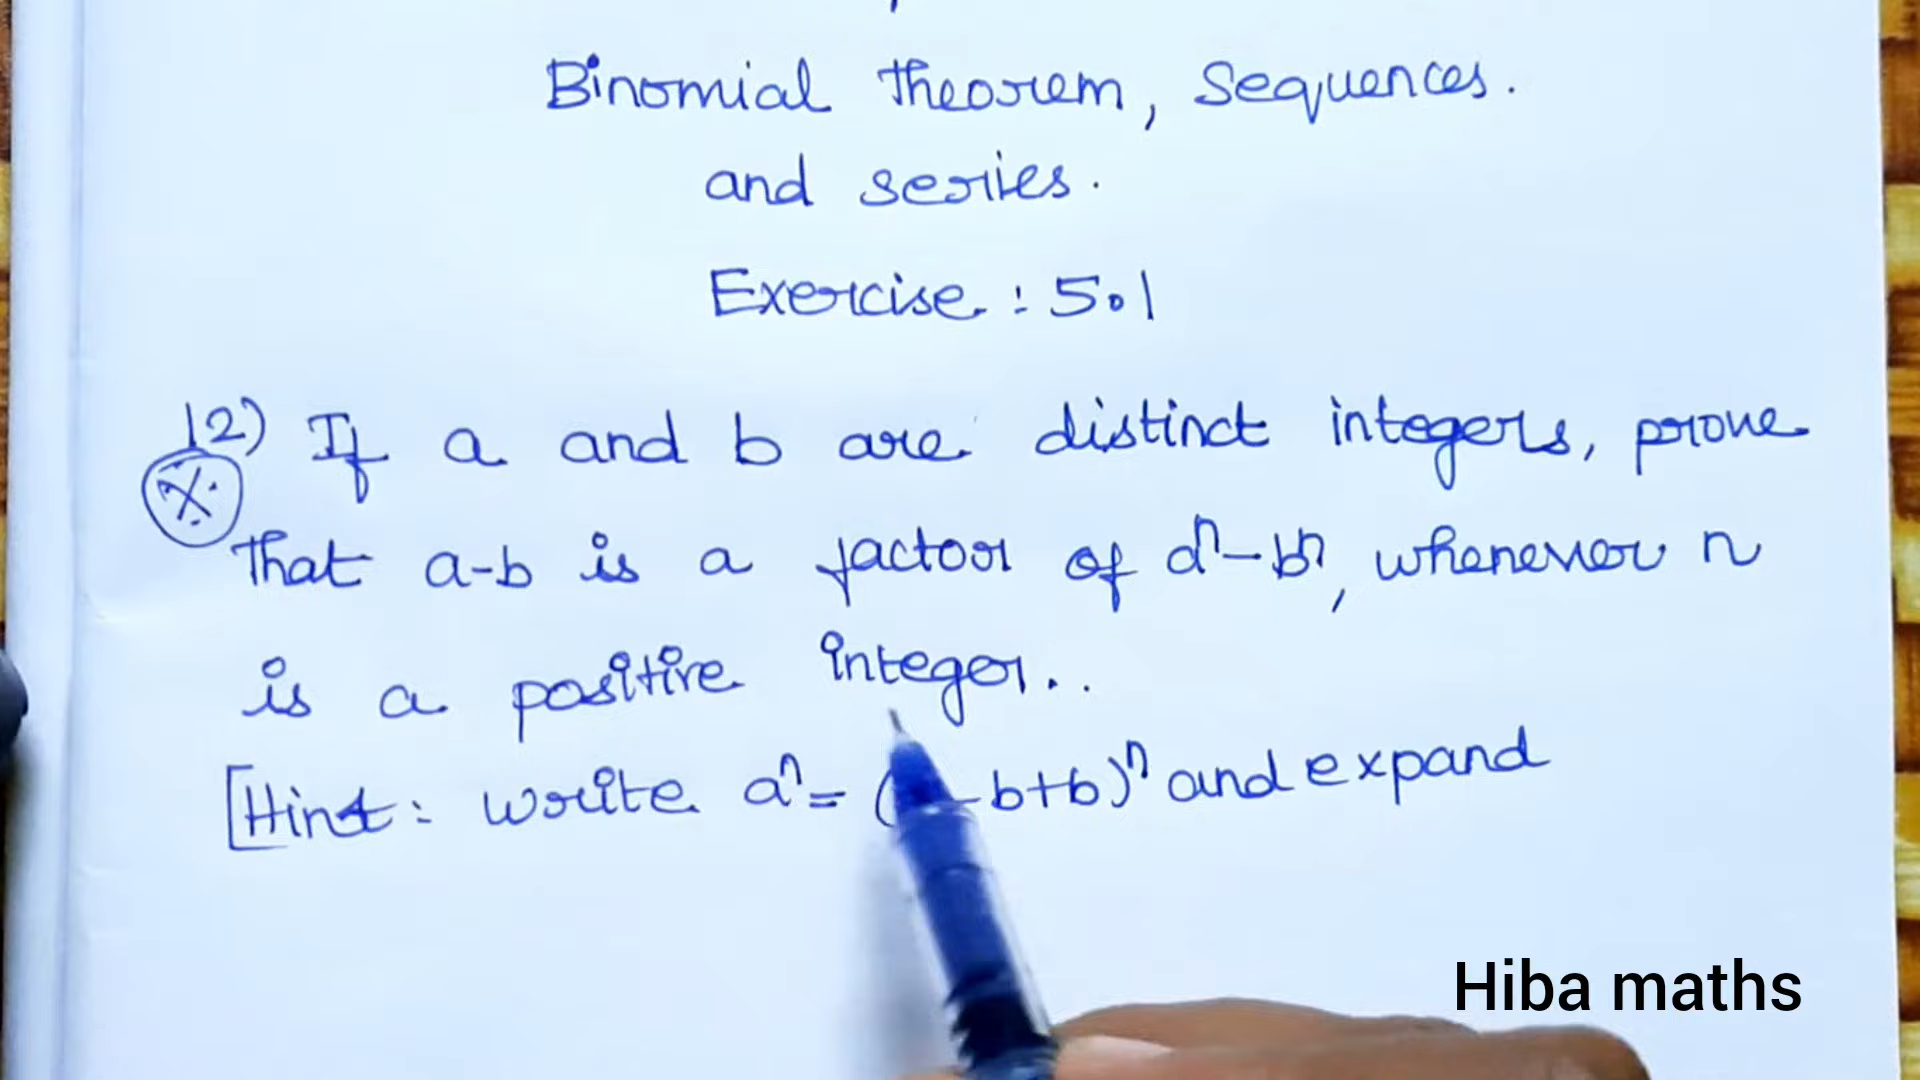 Binomial theorem, Sequences.
and series.
Exercise : 5.1
12) If a and b are distinct integers, prove
that a-b is a factor of aⁿ-bⁿ, whenever n
is a positive integer..
[Hint: write aⁿ = ( -b+b)ⁿ and expand
Hiba maths